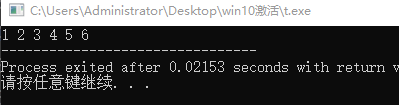 C:\Users\Administrator\Desktop\win10激活\t.exe
1 2 3 4 5 6
--------------------------------
Process exited after 0.02153 seconds with return
请按任意键继续. . .